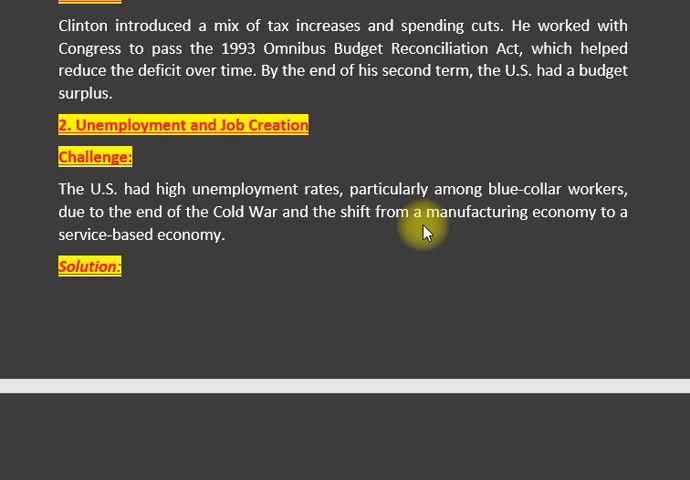 Clinton introduced a mix of tax increases and spending cuts. He worked with
Congress to pass the 1993 Omnibus Budget Reconciliation Act, which helped
reduce the deficit over time. By the end of his second term, the U.S. had a budget
surplus.
2. Unemployment and Job Creation
Challenge:
The U.S. had high unemployment rates, particularly among blue-collar workers,
due to the end of the Cold War and the shift from a manufacturing economy to a
service-based economy.
Solution: